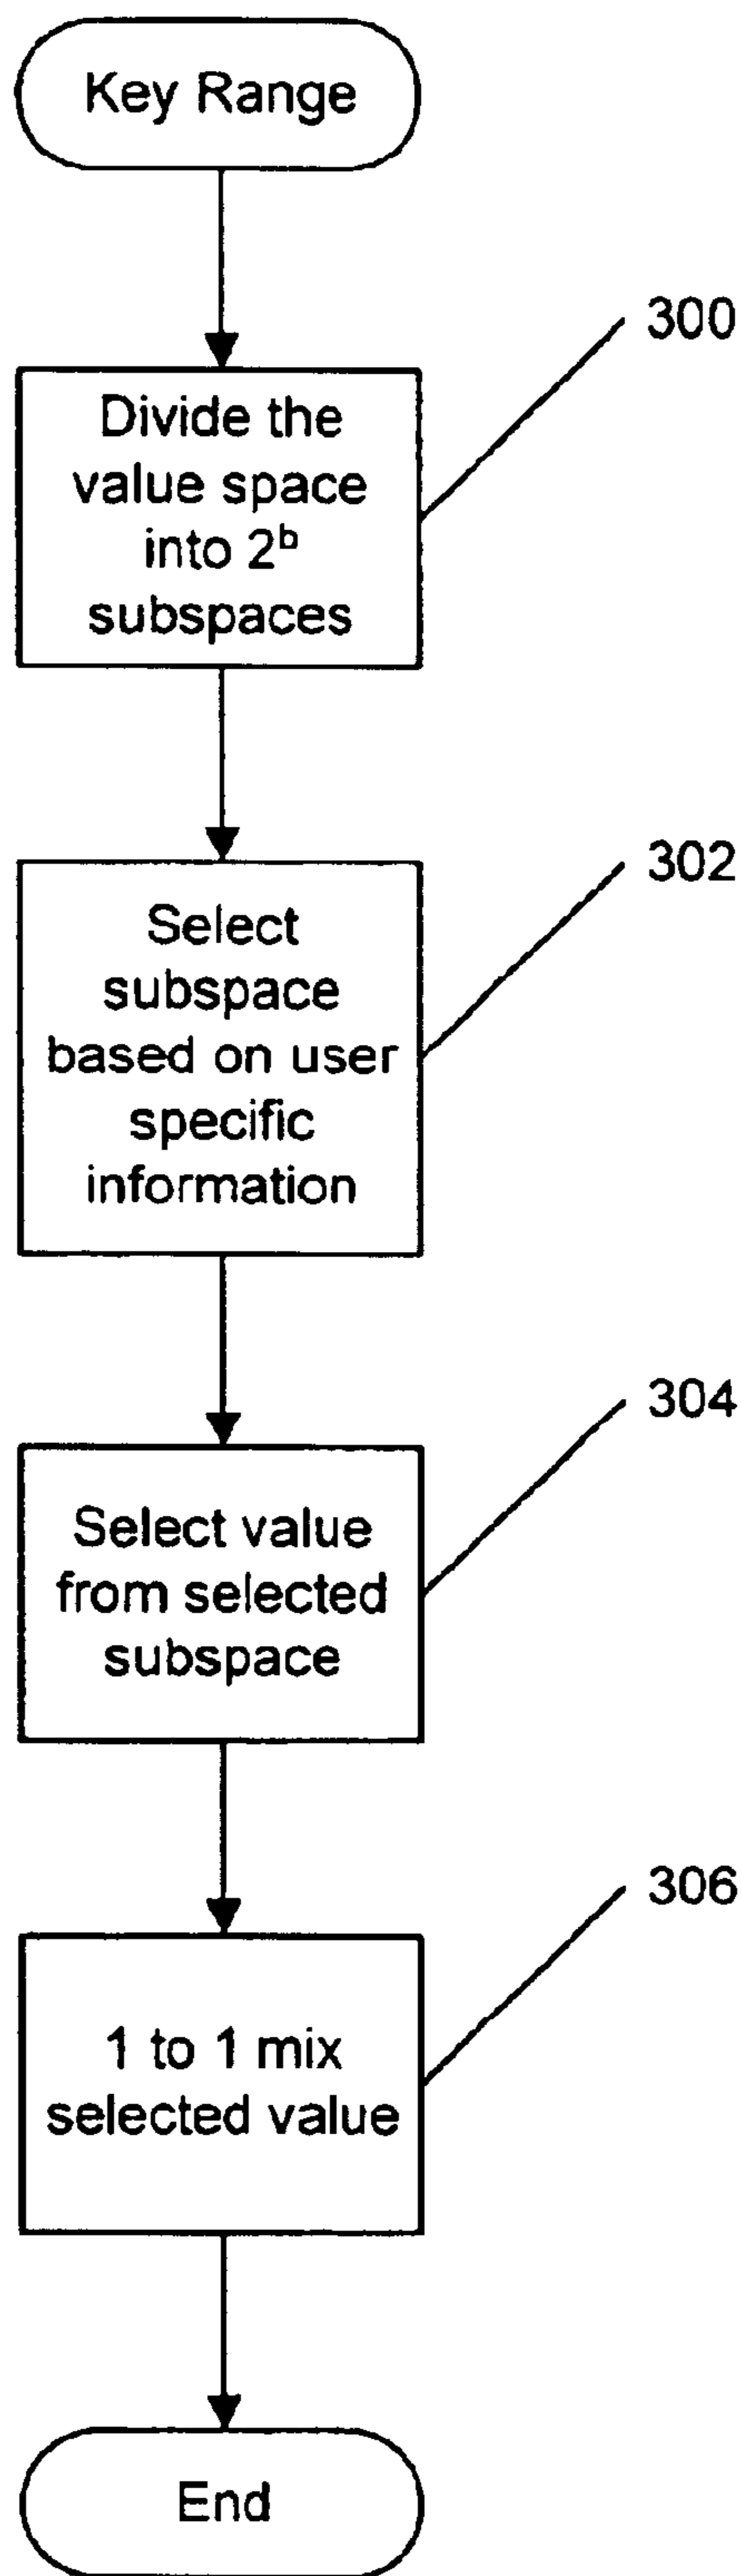 Key Range
300
Divide the
value space
into 2ᵇ
subspaces
302
Select
subspace
based on user
specific
information
304
Select value
from selected
subspace
306
1 to 1 mix
selected value
End